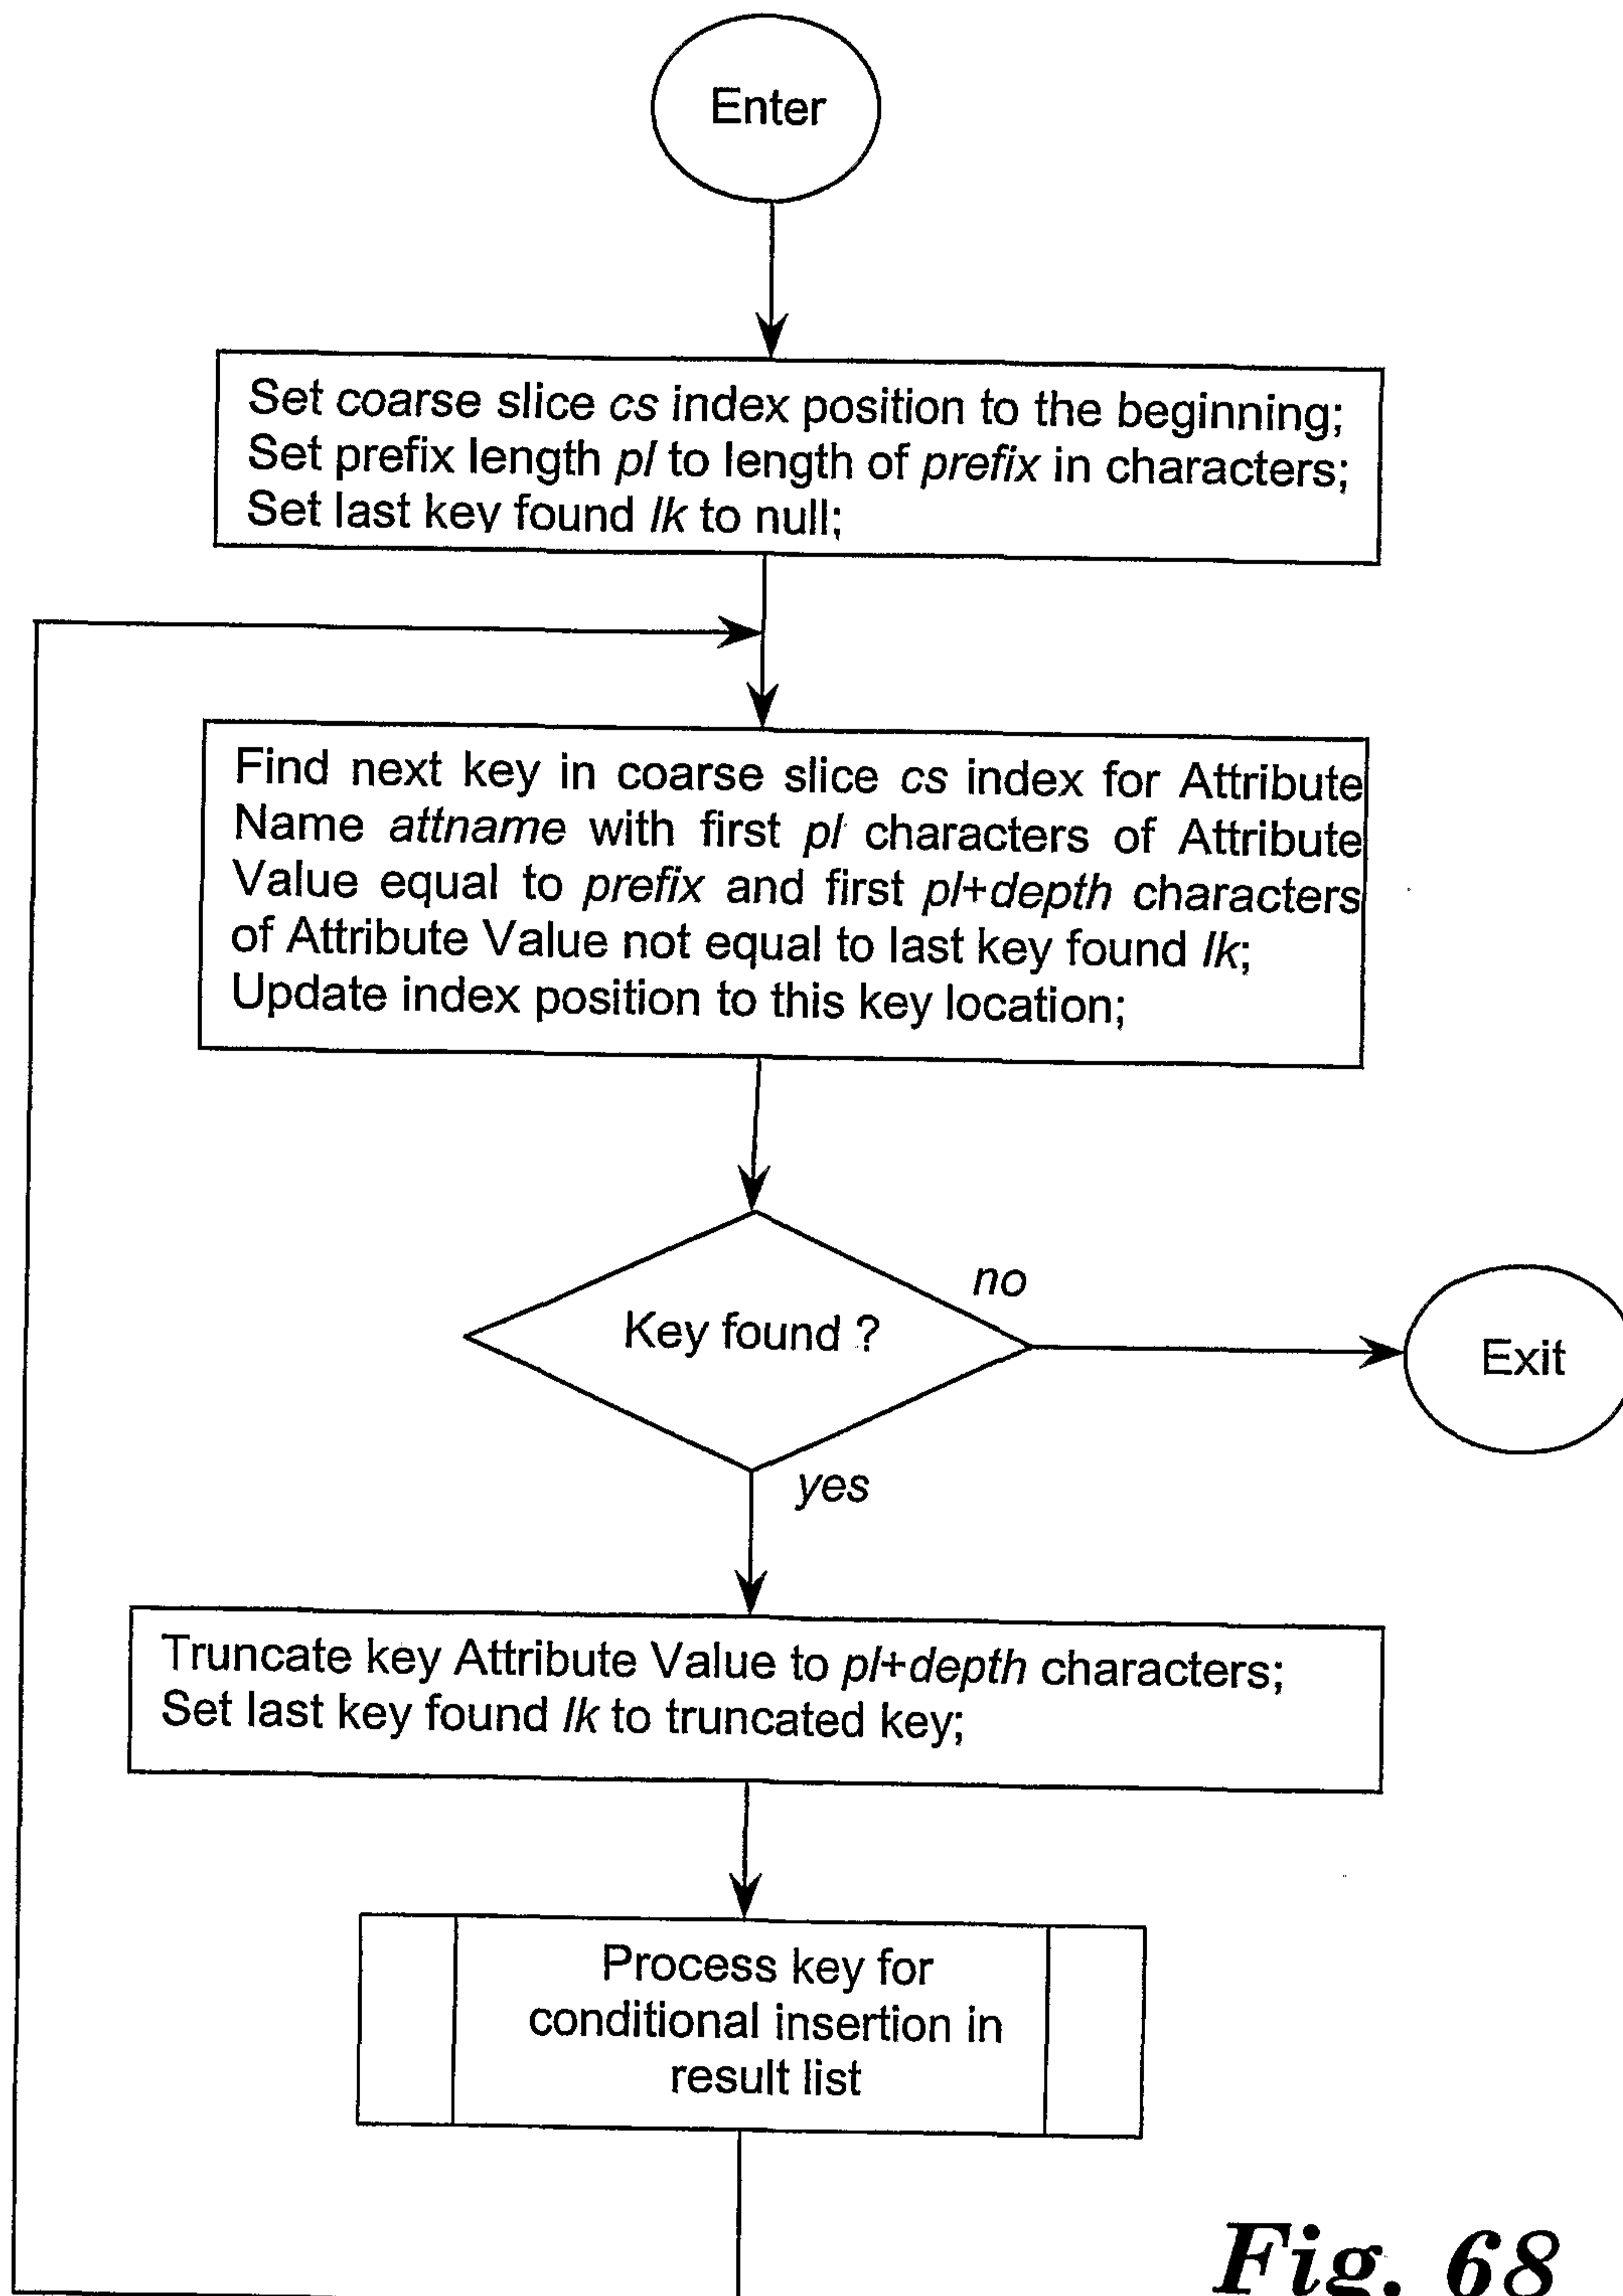 Enter
Set coarse slice cs index position to the beginning;
Set prefix length pl to length of prefix in characters;
Set last key found lk to null;
Find next key in coarse slice cs index for Attribute
Name attname with first pl characters of Attribute
Value equal to prefix and first pl+depth characters
of Attribute Value not equal to last key found lk;
Update index position to this key location;
Key found ?
no
Exit
yes
Truncate key Attribute Value to pl+depth characters;
Set last key found lk to truncated key;
Process key for
conditional insertion in
result list
Fig. 68